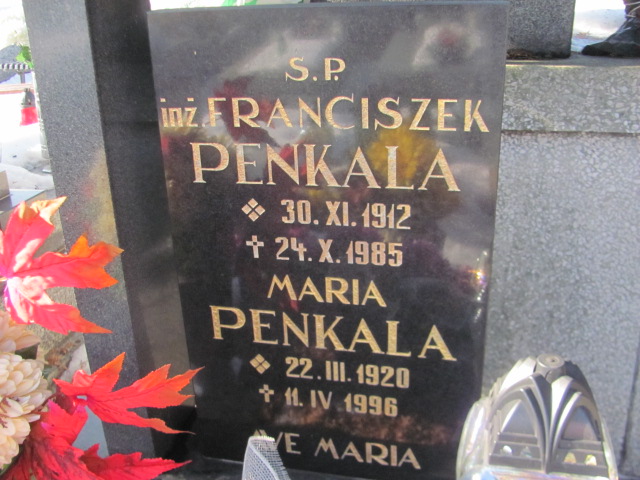 S.P.
inż. FRANCISZEK
PENKALA
30. XI. 1912
24. X. 1985
MARIA
PENKALA
22. III. 1920
11. IV 1996
AVE MARIA